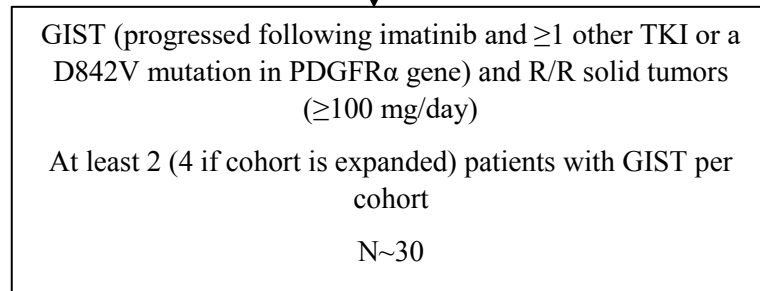 GIST (progressed following imatinib and ≥1 other TKI or a
D842V mutation in PDGFRα gene) and R/R solid tumors
(≥100 mg/day)
At least 2 (4 if cohort is expanded) patients with GIST per
cohort
N~30